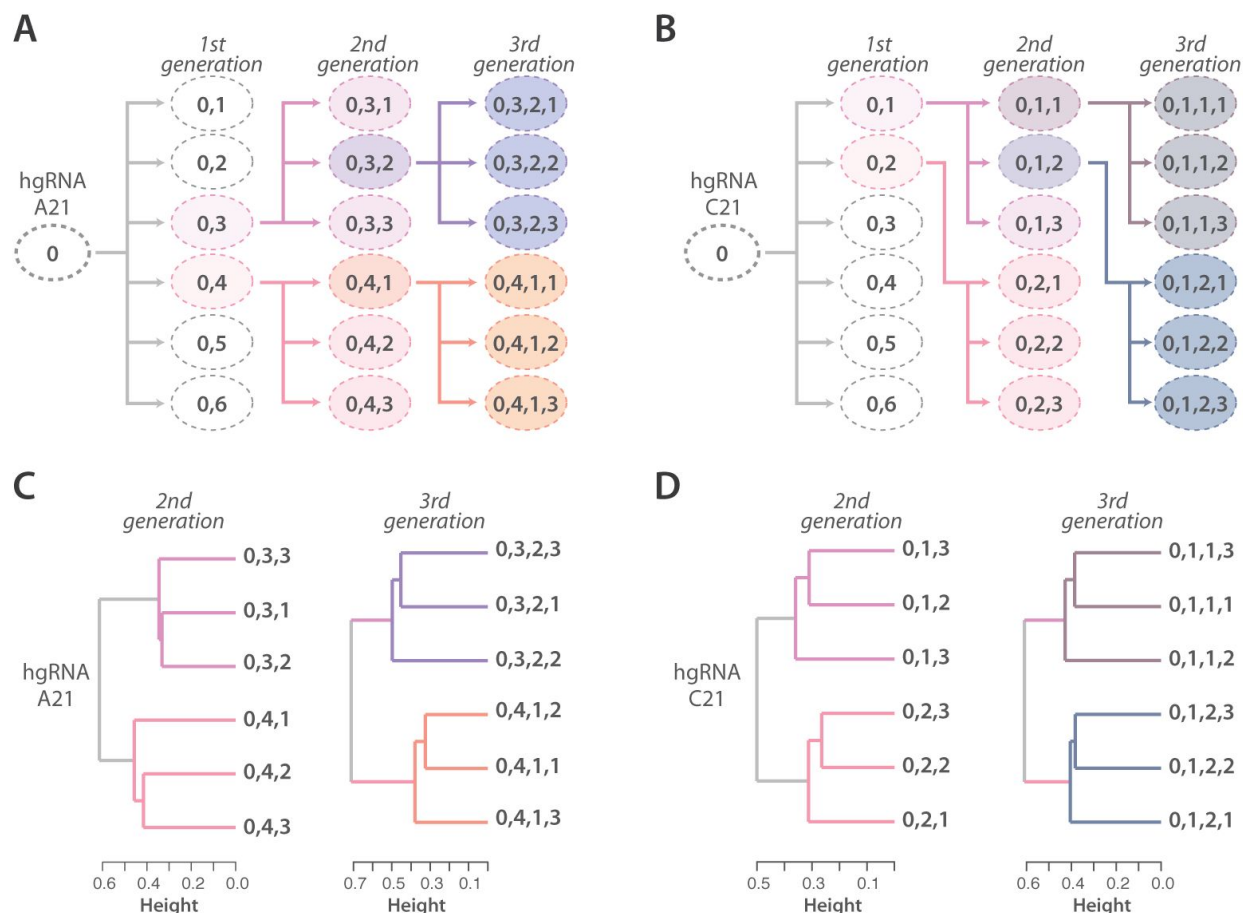 A
1st
generation
2nd
generation
3rd
generation
hgRNA
A21
0
0,1
0,2
0,3
0,4
0,5
0,6
0,3,1
0,3,2
0,3,3
0,4,1
0,4,2
0,4,3
0,3,2,1
0,3,2,2
0,3,2,3
0,4,1,1
0,4,1,2
0,4,1,3
B
1st
generation
2nd
generation
3rd
generation
hgRNA
C21
0
0,1
0,2
0,3
0,4
0,5
0,6
0,1,1
0,1,2
0,1,3
0,2,1
0,2,2
0,2,3
0,1,1,1
0,1,1,2
0,1,1,3
0,1,2,1
0,1,2,2
0,1,2,3
C
2nd
generation
hgRNA
A21
0,3,3
0,3,1
0,3,2
0,4,1
0,4,2
0,4,3
0.6 0.4 0.2 0.0
Height
3rd
generation
0,3,2,3
0,3,2,1
0,3,2,2
0,4,1,2
0,4,1,1
0,4,1,3
0.7 0.5 0.3 0.1
Height
D
2nd
generation
hgRNA
C21
0,1,3
0,1,2
0,1,3
0,2,3
0,2,2
0,2,1
0.5 0.3 0.1
Height
3rd
generation
0,1,1,3
0,1,1,1
0,1,1,2
0,1,2,3
0,1,2,2
0,1,2,1
0.6 0.4 0.2 0.0
Height